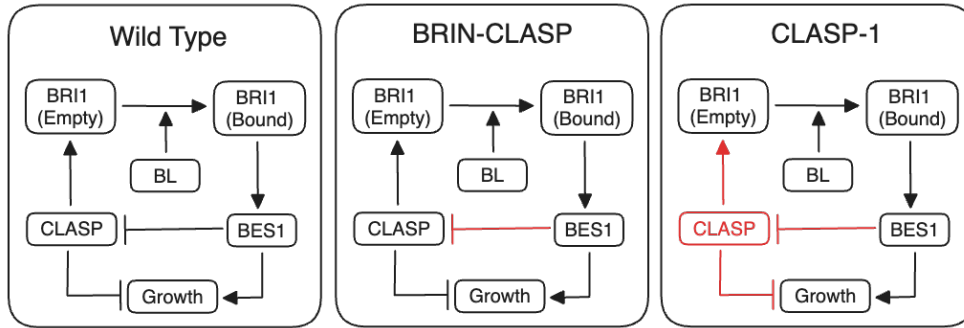 Wild Type
BRI1
(Empty)
BRI1
(Bound)
BL
CLASP
BES1
Growth
BRIN-CLASP
BRI1
(Empty)
BRI1
(Bound)
BL
CLASP
BES1
Growth
CLASP-1
BRI1
(Empty)
BRI1
(Bound)
BL
CLASP
BES1
Growth